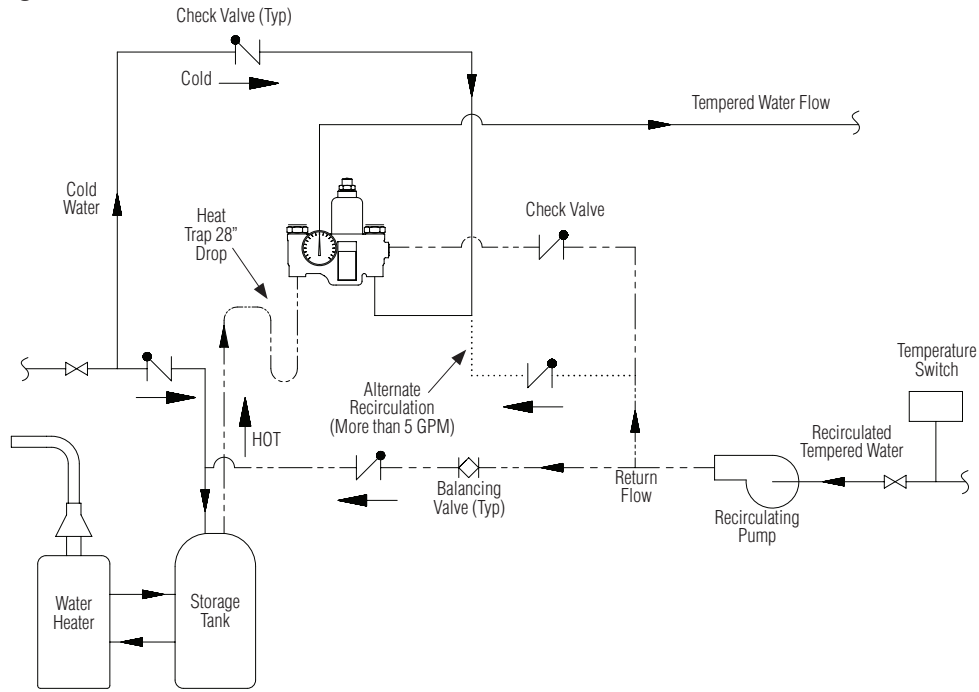 Check Valve (Typ)
Cold
Tempered Water Flow
Cold
Water
Heat
Trap 28"
Drop
Check Valve
Temperature
Switch
Alternate
Recirculation
(More than 5 GPM)
HOT
Recirculated
Tempered Water
Balancing
Valve (Typ)
Return
Flow
Recirculating
Pump
Water
Heater
Storage
Tank